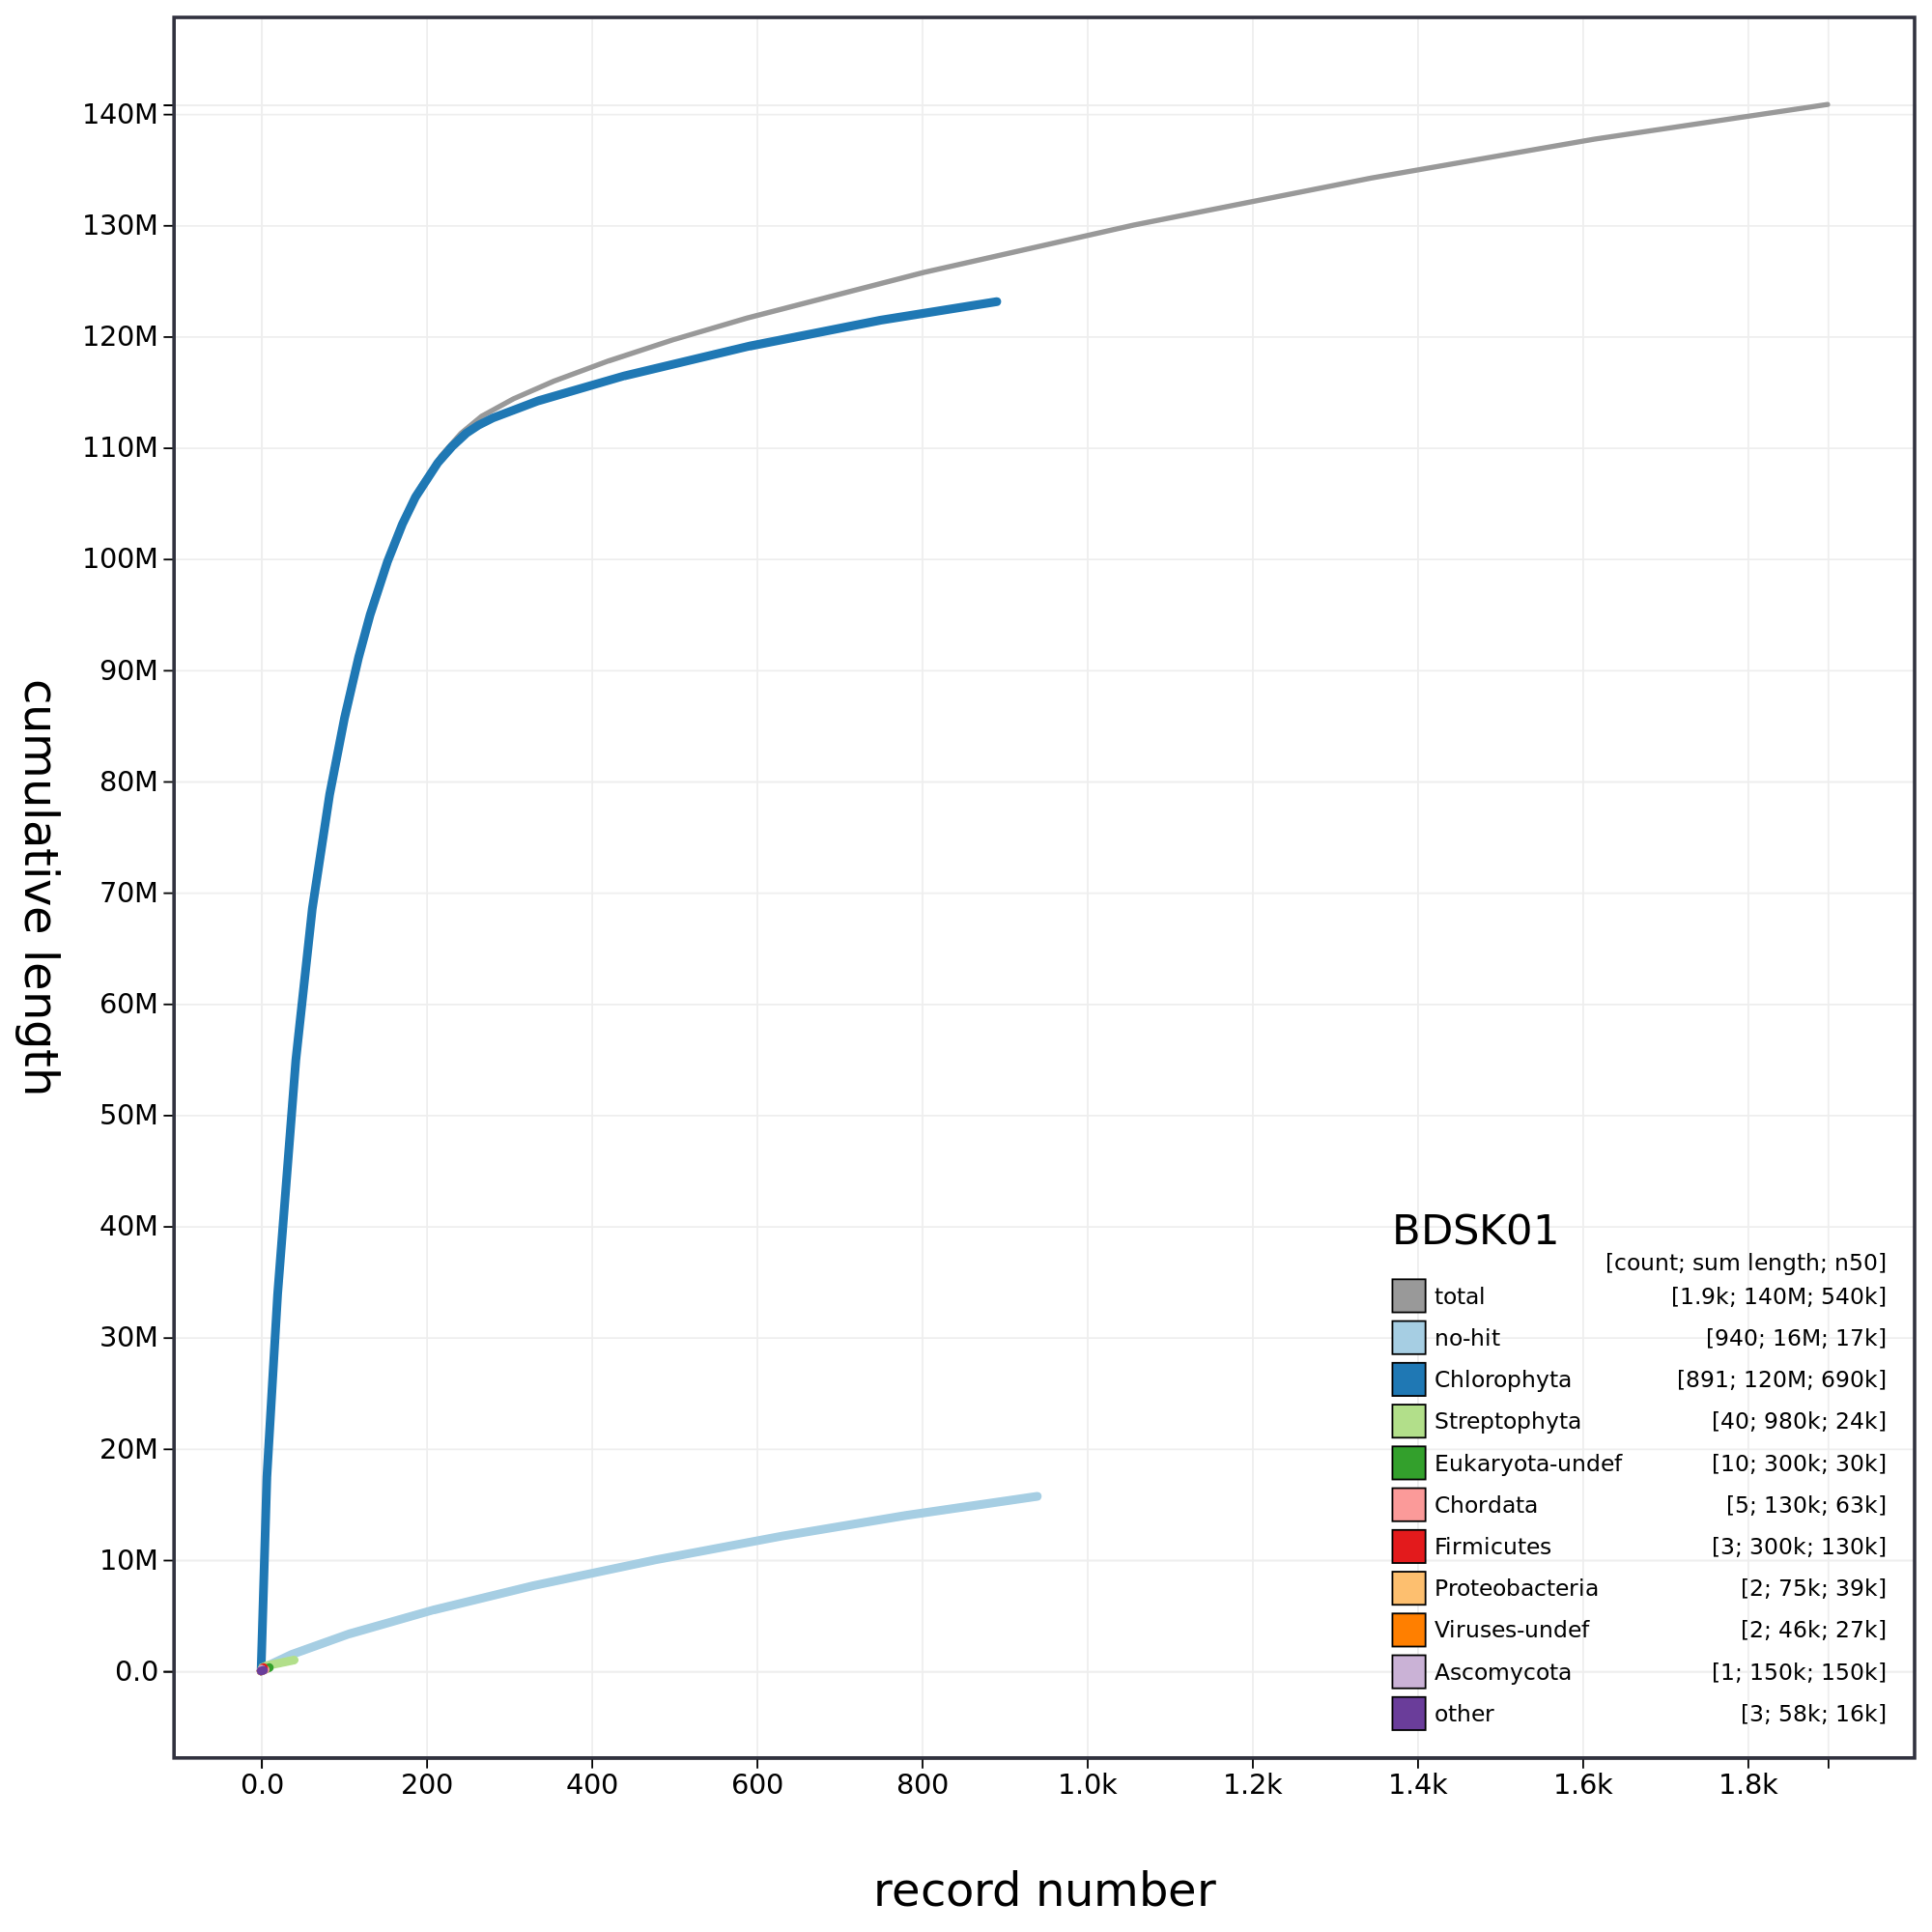 cumulative length
140M
130M
120M
110M
100M
90M
80M
70M
60M
50M
40M
30M
20M
10M
0.0
BDSK01
[count; sum length; n50]
total [1.9k; 140M; 540k]
no-hit [940; 16M; 17k]
Chlorophyta [891; 120M; 690k]
Streptophyta [40; 980k; 24k]
Eukaryota-undef [10; 300k; 30k]
Chordata [5; 130k; 63k]
Firmicutes [3; 300k; 130k]
Proteobacteria [2; 75k; 39k]
Viruses-undef [2; 46k; 27k]
Ascomycota [1; 150k; 150k]
other [3; 58k; 16k]
0.0 200 400 600 800 1.0k 1.2k 1.4k 1.6k 1.8k
record number